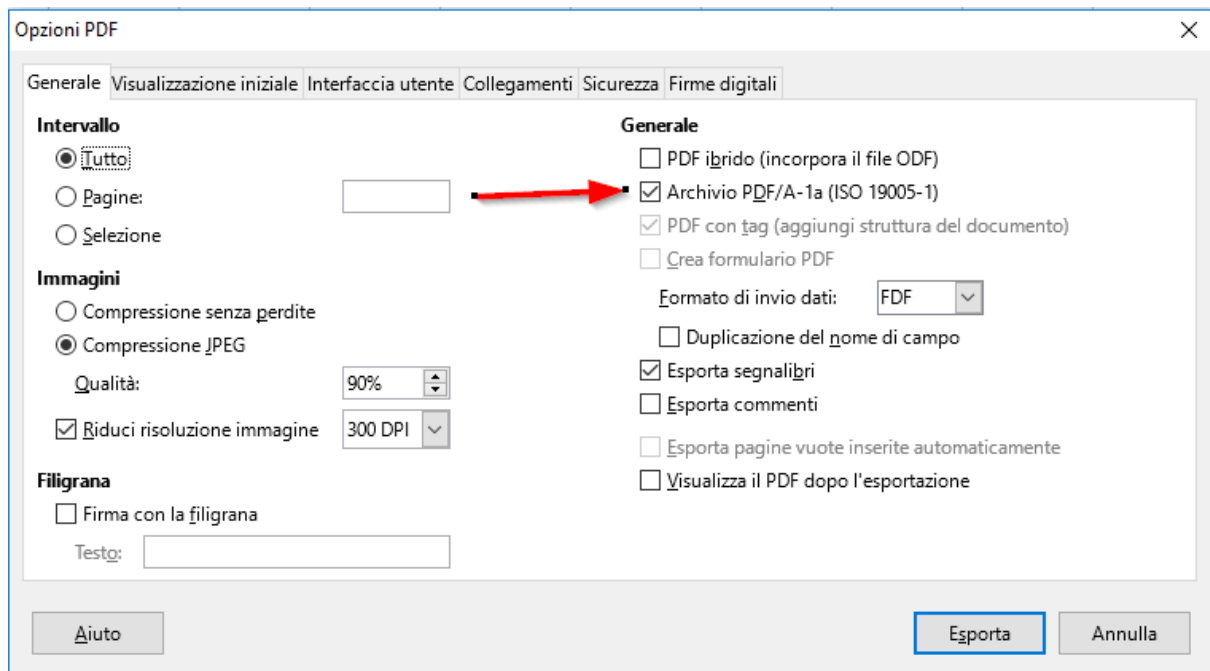 Opzioni PDF
Generale Visualizzazione iniziale Interfaccia utente Collegamenti Sicurezza Firme digitali
Intervallo
Tutto
Pagine:
Selezione
Immagini
Compressione senza perdite
Compressione JPEG
Qualità: 90%
Riduci risoluzione immagine 300 DPI
Filigrana
Firma con la filigrana
Testo:
Generale
PDF ibrido (incorpora il file ODF)
Archivio PDF/A-1a (ISO 19005-1)
PDF con tag (aggiungi struttura del documento)
Crea formulario PDF
Formato di invio dati: FDF
Duplicazione del nome di campo
Esporta segnalibri
Esporta commenti
Esporta pagine vuote inserite automaticamente
Visualizza il PDF dopo l'esportazione
Aiuto Esporta Annulla